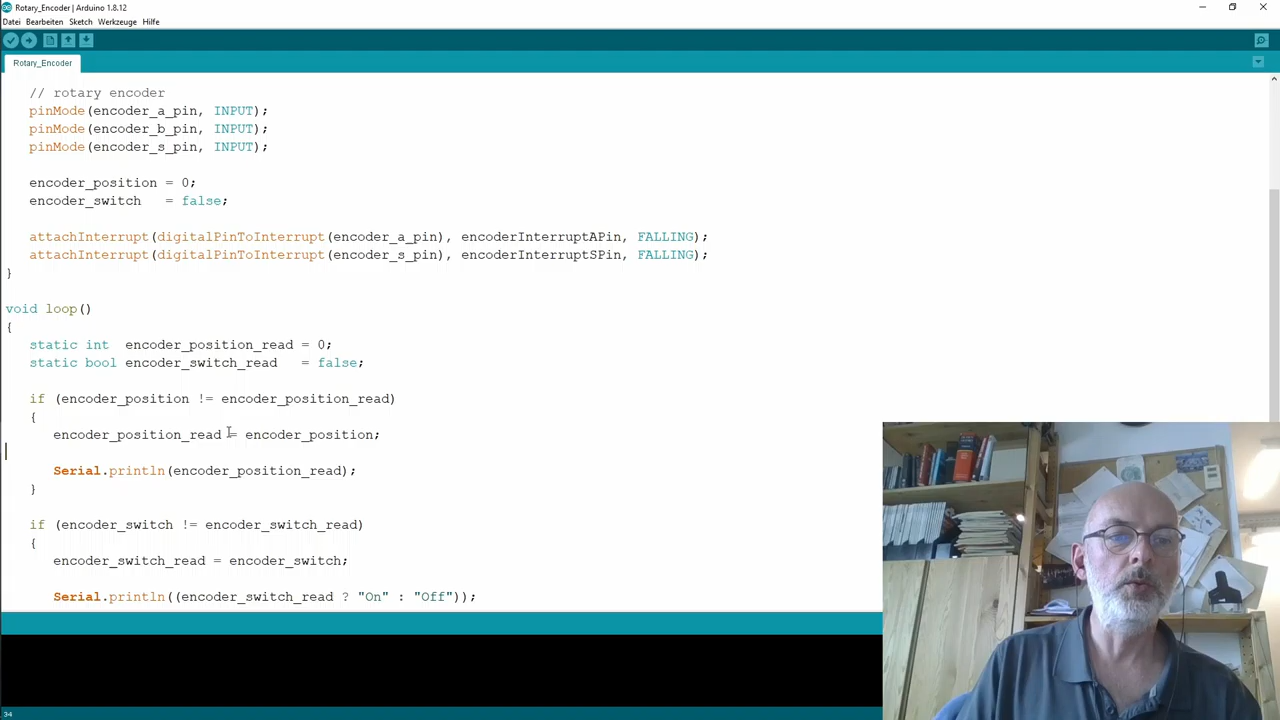 Rotary_Encoder | Arduino 1.8.12
Datei Bearbeiten Sketch Werkzeuge Hilfe
Rotary_Encoder
// rotary encoder
pinMode(encoder_a_pin, INPUT);
pinMode(encoder_b_pin, INPUT);
pinMode(encoder_s_pin, INPUT);
encoder_position = 0;
encoder_switch   = false;
attachInterrupt(digitalPinToInterrupt(encoder_a_pin), encoderInterruptAPin, FALLING);
attachInterrupt(digitalPinToInterrupt(encoder_s_pin), encoderInterruptSPin, FALLING);
}
void loop()
{
static int  encoder_position_read = 0;
static bool encoder_switch_read   = false;
if (encoder_position != encoder_position_read)
{
encoder_position_read = encoder_position;
Serial.println(encoder_position_read);
}
if (encoder_switch != encoder_switch_read)
{
encoder_switch_read = encoder_switch;
Serial.println((encoder_switch_read ? "On" : "Off"));
34